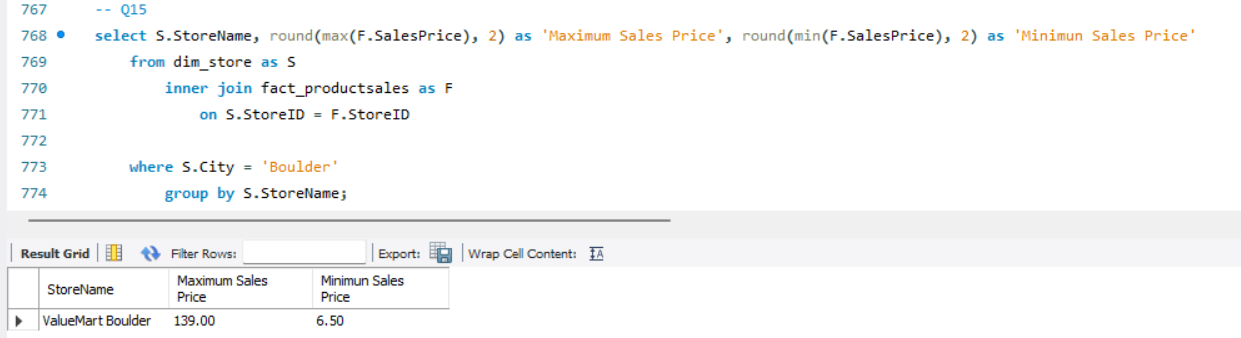 767 -- Q15
768 select S.StoreName, round(max(F.SalesPrice), 2) as 'Maximum Sales Price', round(min(F.SalesPrice), 2) as 'Minimun Sales Price'
769 from dim_store as S
770 inner join fact_productsales as F
771 on S.StoreID = F.StoreID
772
773 where S.City = 'Boulder'
774 group by S.StoreName;
Result Grid Filter Rows: Export: Wrap Cell Content: IA
StoreName Maximum Sales Price Minimun Sales Price
ValueMart Boulder 139.00 6.50